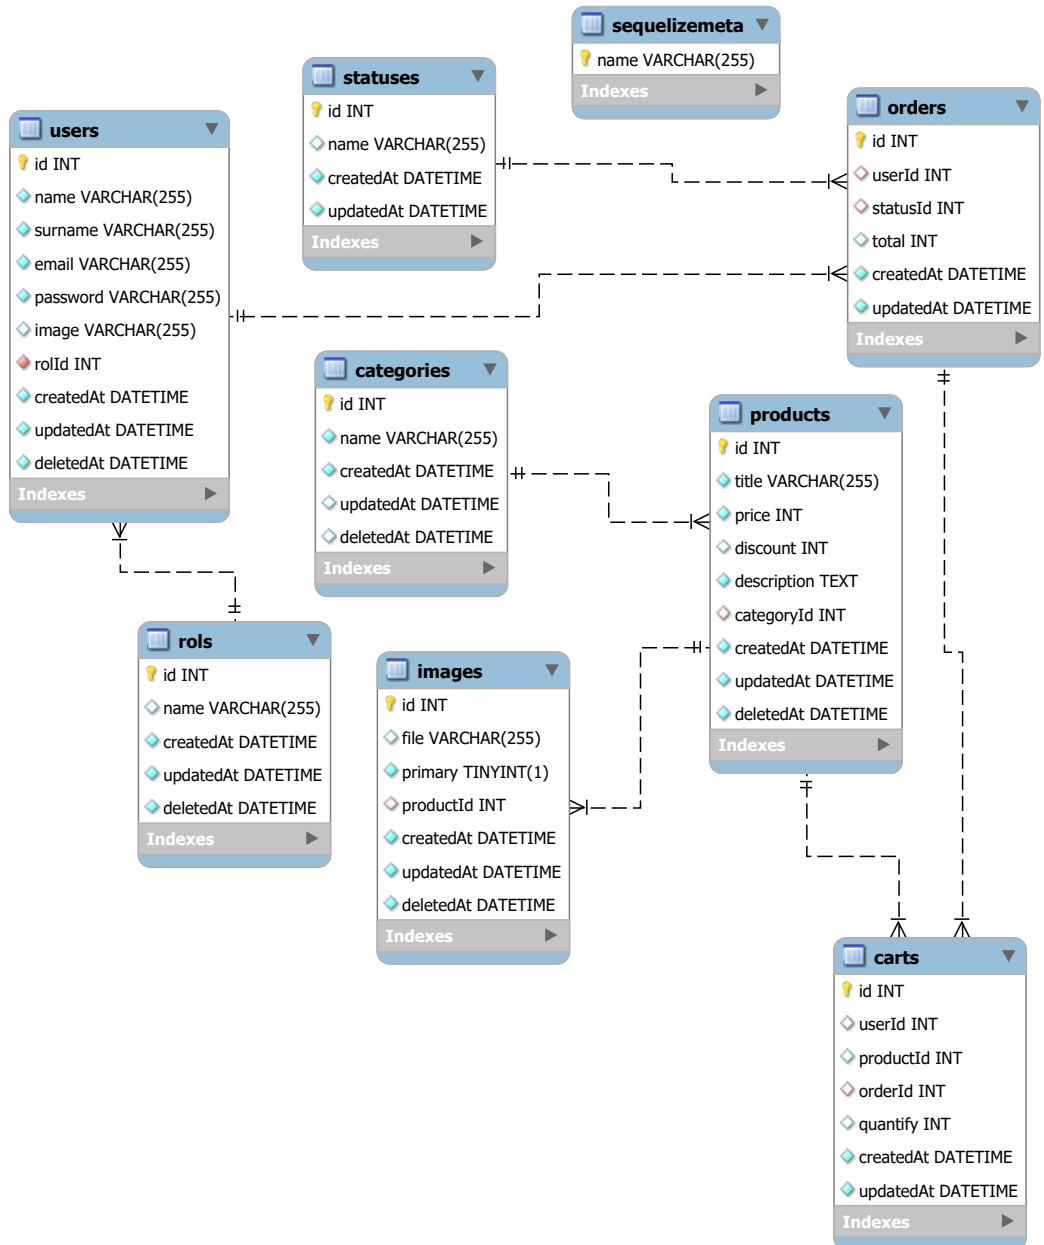 sequelizemeta
name VARCHAR(255)
Indexes
statuses
id INT
name VARCHAR(255)
createdAt DATETIME
updatedAt DATETIME
Indexes
orders
id INT
userId INT
statusId INT
total INT
createdAt DATETIME
updatedAt DATETIME
Indexes
users
id INT
name VARCHAR(255)
surname VARCHAR(255)
email VARCHAR(255)
password VARCHAR(255)
image VARCHAR(255)
rolId INT
createdAt DATETIME
updatedAt DATETIME
deletedAt DATETIME
Indexes
categories
id INT
name VARCHAR(255)
createdAt DATETIME
updatedAt DATETIME
deletedAt DATETIME
Indexes
products
id INT
title VARCHAR(255)
price INT
discount INT
description TEXT
categoryId INT
createdAt DATETIME
updatedAt DATETIME
deletedAt DATETIME
Indexes
rols
id INT
name VARCHAR(255)
createdAt DATETIME
updatedAt DATETIME
deletedAt DATETIME
Indexes
images
id INT
file VARCHAR(255)
primary TINYINT(1)
productId INT
createdAt DATETIME
updatedAt DATETIME
deletedAt DATETIME
Indexes
carts
id INT
userId INT
productId INT
orderId INT
quantify INT
createdAt DATETIME
updatedAt DATETIME
Indexes